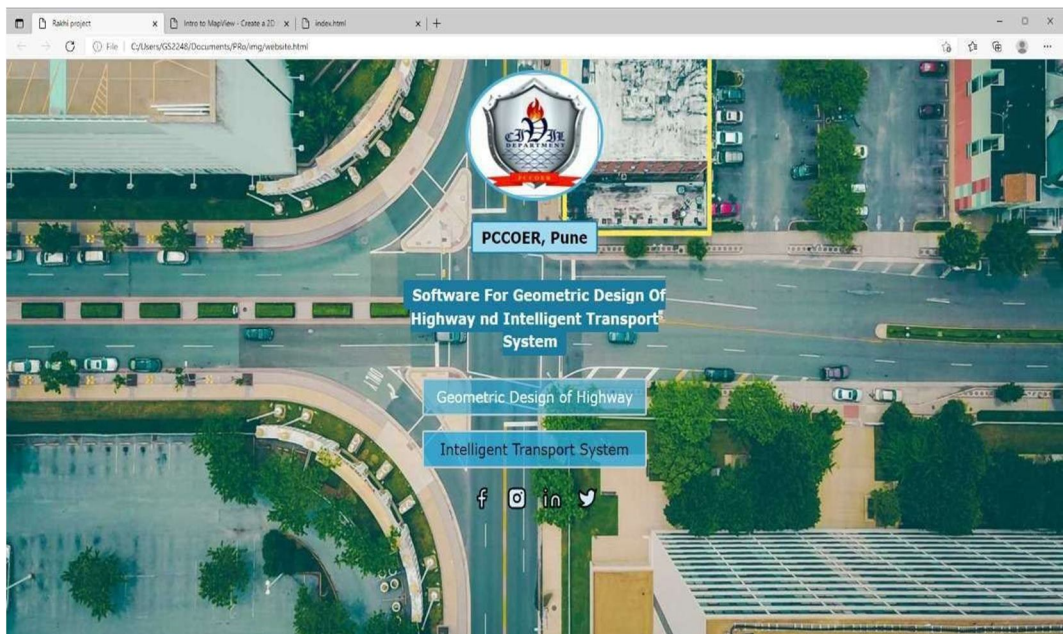 Rakhi project
Intro to MapView - Create a 2D
index.html
File
C:/Users/GS2248/Documents/PRo/img/website.html
CIVIL
DEPARTMENT
PCCOER
PCCOER, Pune
Software For Geometric Design Of
Highway nd Intelligent Transport
System
Geometric Design of Highway
Intelligent Transport System